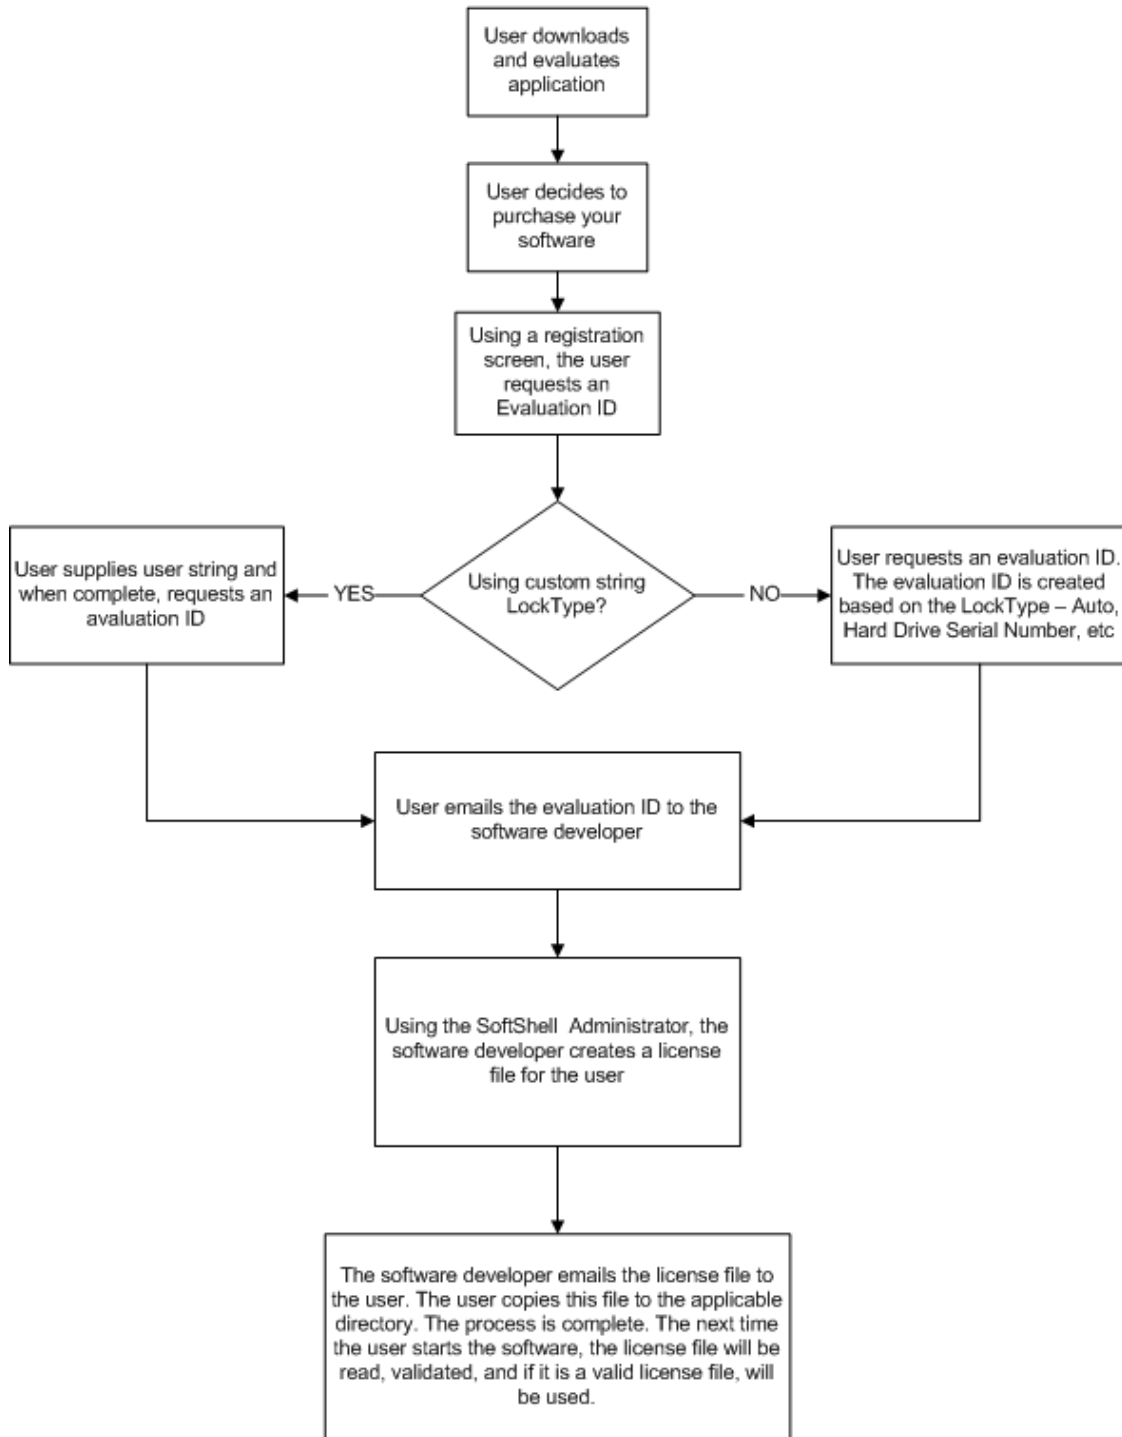 User downloads
and evaluates
application
User decides to
purchase your
software
Using a registration
screen, the user
requests an
Evaluation ID
Using custom string
LockType?
YES
NO
User supplies user string and
when complete, requests an
avaluation ID
User requests an evaluation ID.
The evaluation ID is created
based on the LockType – Auto,
Hard Drive Serial Number, etc
User emails the evaluation ID to the
software developer
Using the SoftShell Administrator, the
software developer creates a license
file for the user
The software developer emails the license file to
the user. The user copies this file to the applicable
directory. The process is complete. The next time
the user starts the software, the license file will be
read, validated, and if it is a valid license file, will
be used.